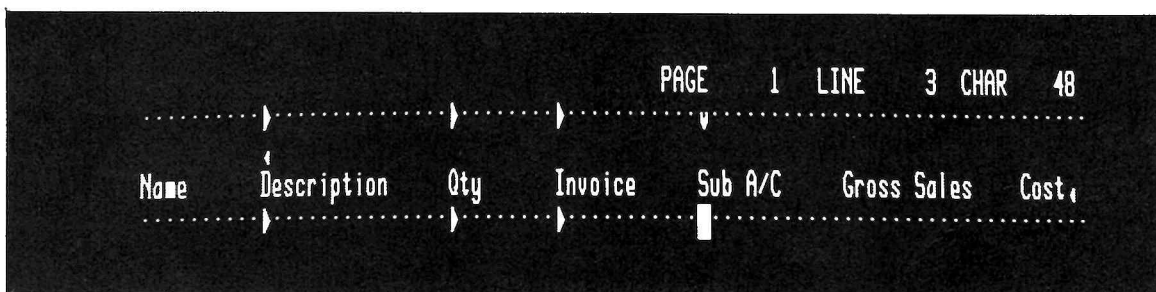 PAGE 1 LINE 3 CHAR 48
Name Description Qty Invoice Sub A/C Gross Sales Cost